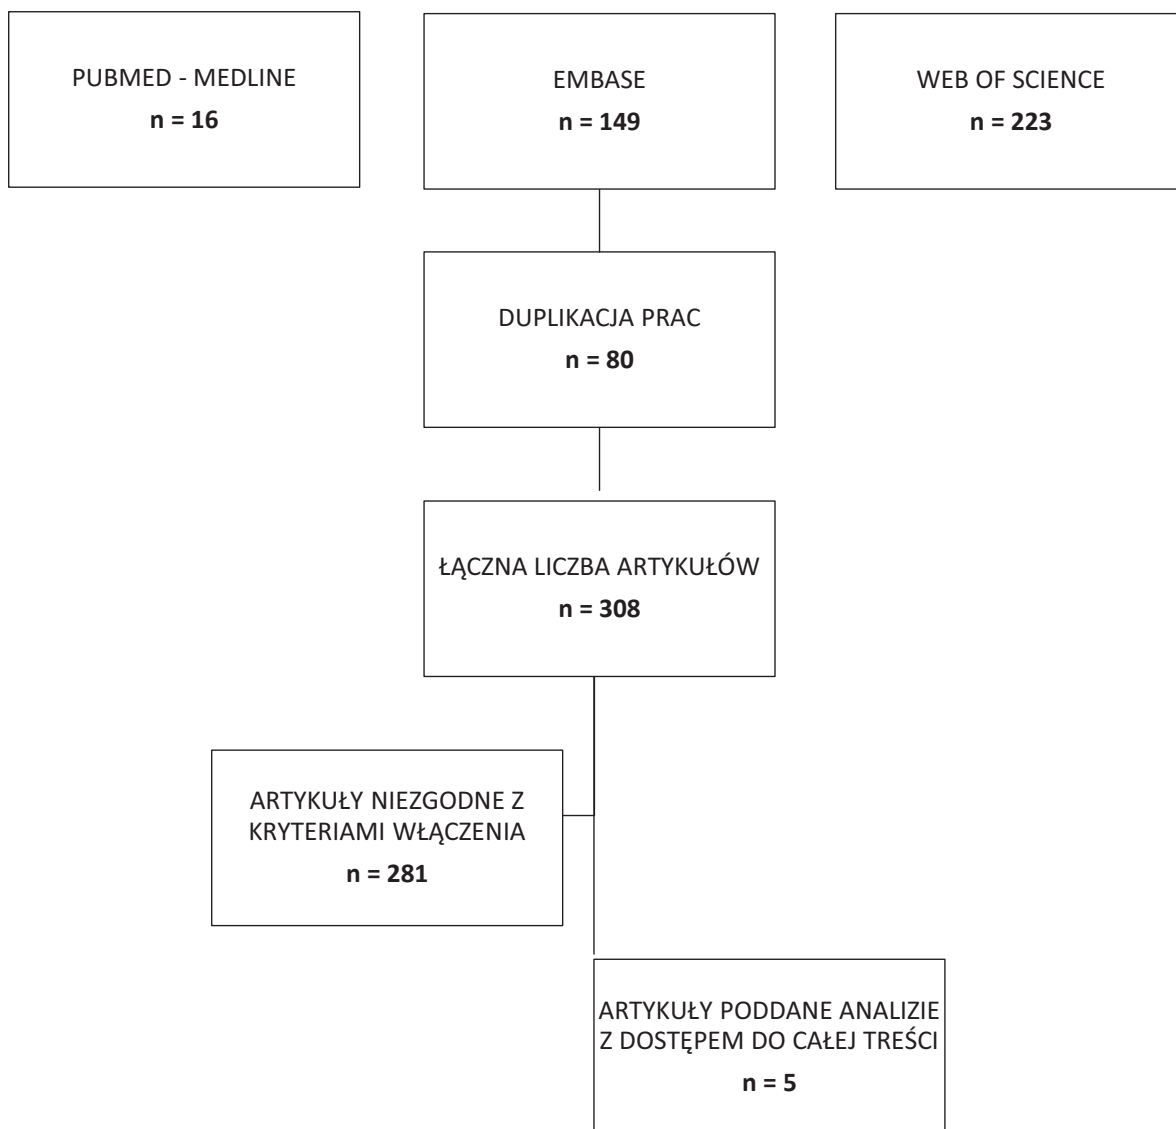 PUBMED - MEDLINE
n = 16
EMBASE
n = 149
WEB OF SCIENCE
n = 223
DUPLIKACJA PRAC
n = 80
ŁĄCZNA LICZBA ARTYKUŁÓW
n = 308
ARTYKUŁY NIEZGODNE Z
KRYTERIAMI WŁĄCZENIA
n = 281
ARTYKUŁY PODDANE ANALIZIE
Z DOSTĘPEM DO CAŁEJ TREŚCI
n = 5